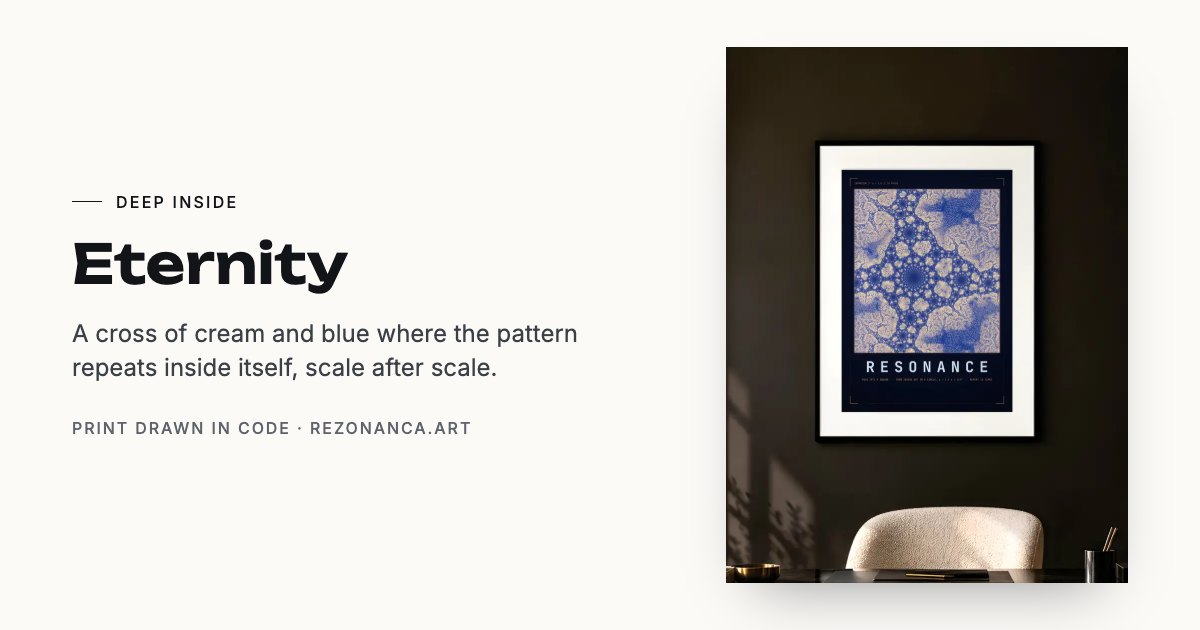 DEEP INSIDE
Eternity
A cross of cream and blue where the pattern
repeats inside itself, scale after scale.
PRINT DRAWN IN CODE · REZONANCA.ART
RESONANCE